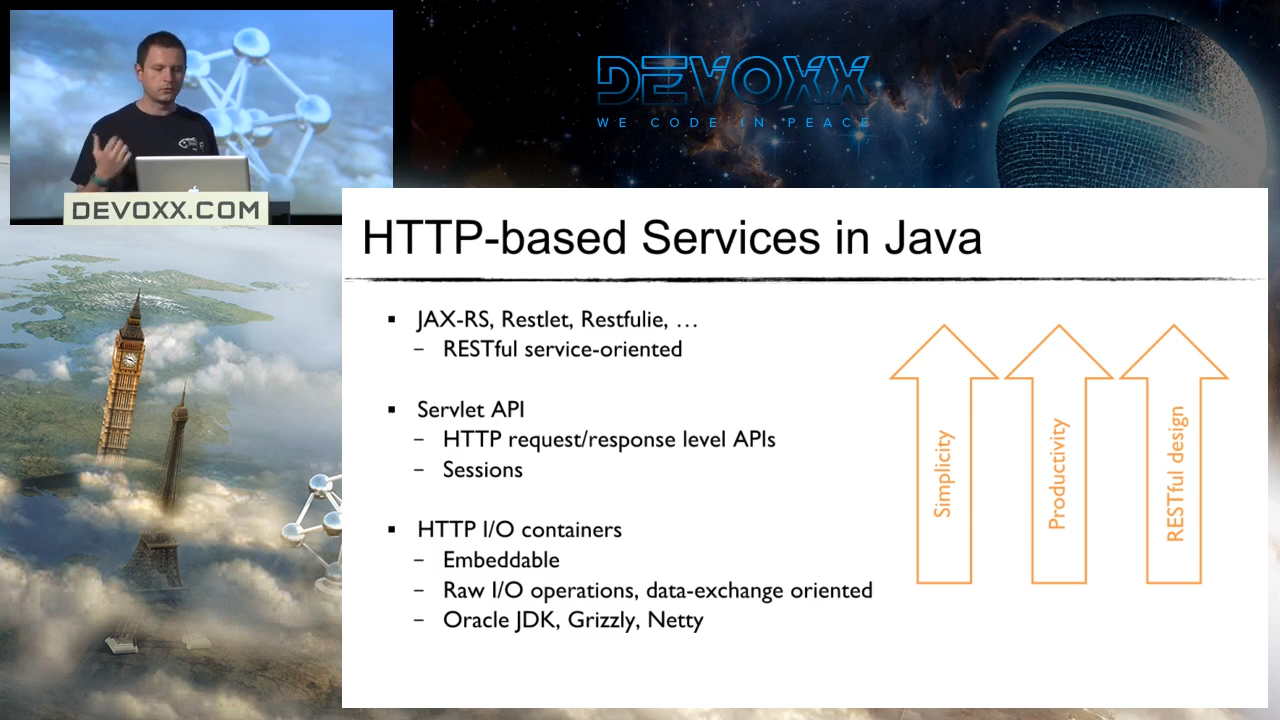 DEVOXX
WE CODE IN PEACE
DEVOXX.COM
HTTP-based Services in Java
▪ JAX-RS, Restlet, Restfulie, …
– RESTful service-oriented
▪ Servlet API
– HTTP request/response level APIs
– Sessions
▪ HTTP I/O containers
– Embeddable
– Raw I/O operations, data-exchange oriented
– Oracle JDK, Grizzly, Netty
Simplicity
Productivity
RESTful design